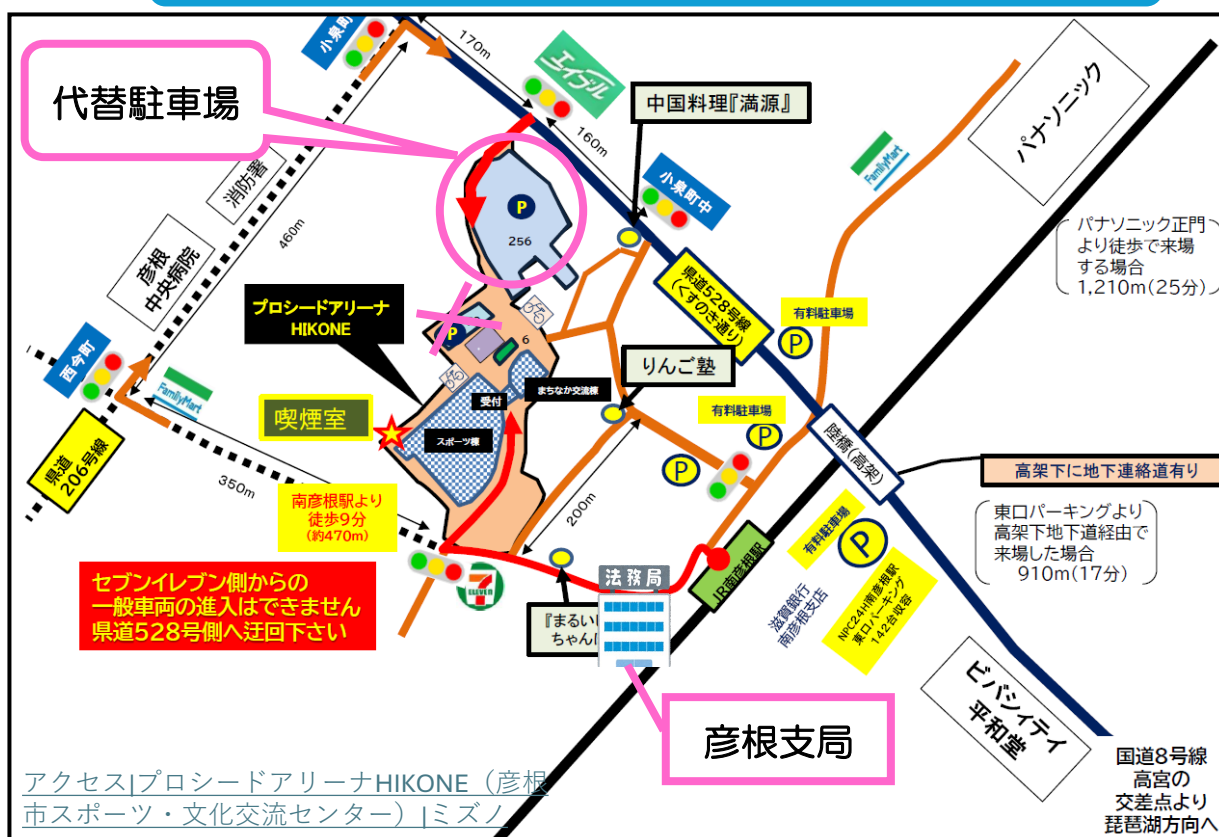 小泉町
170m
エイブル
代替駐車場
中国料理『満源』
160m
パナソニック
FamilyMart
消防署
小泉町中
P
256
460m
パナソニック正門
より徒歩で来場
する場合
1,210m(25分)
彦根
中央病院
県道528号線
(くすのき通り)
プロシードアリーナ
HIKONE
有料駐車場
P
P
6
西今町
りんご塾
FamilyMart
まちなか交流棟
受付
有料駐車場
P
喫煙室
スポーツ棟
陸橋(高架)
P
県道
206号線
高架下に地下連絡道有り
350m
南彦根駅より
徒歩9分
(約470m)
200m
東口パーキングより
高架下地下道経由で
来場した場合
910m(17分)
有料駐車場
P
セブンイレブン側からの
一般車両の進入はできません
県道528号側へ迂回下さい
7
ELEVEN
法務局
JR南彦根駅
滋賀銀行
南彦根支店
NPC24H南彦根駅
東口パーキング
142台収容
『まるい
ちゃん
ビバシィテイ
平和堂
彦根支局
国道8号線
高宮の
交差点より
琵琶湖方向へ
アクセス|プロシードアリーナHIKONE（彦根
市スポーツ・文化交流センター）|ミズノ